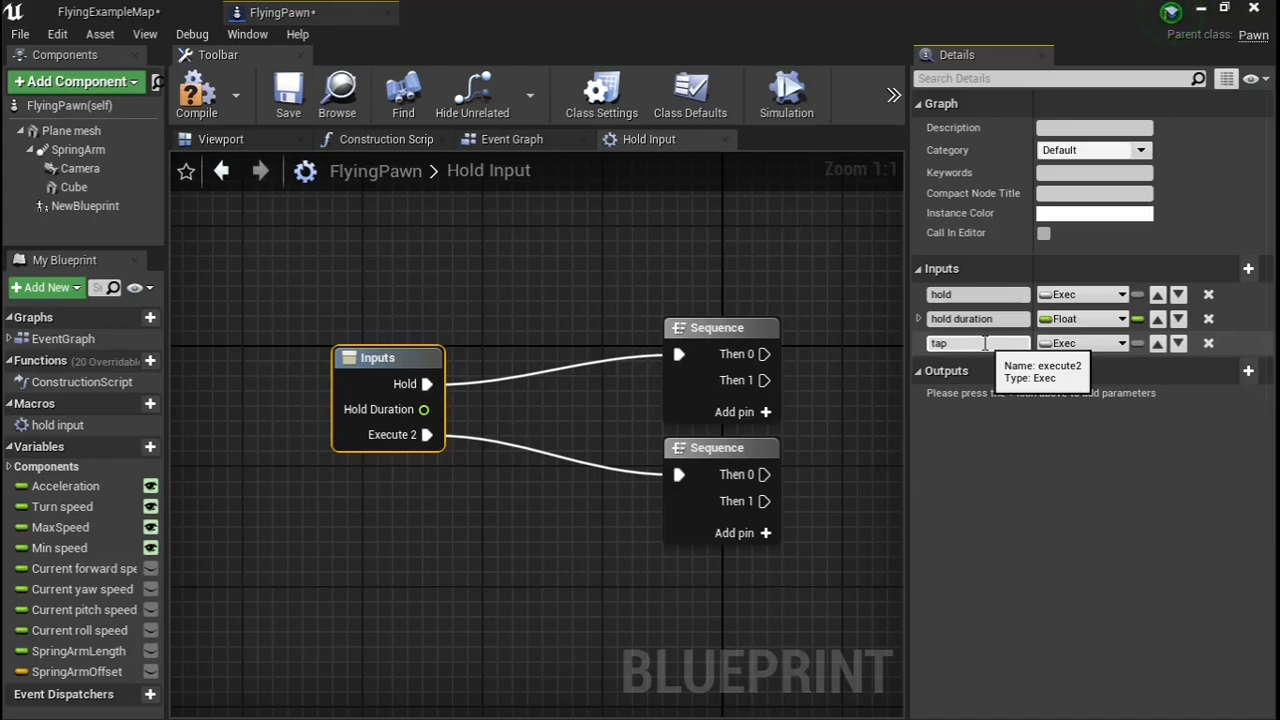 FlyingExampleMap•
FlyingPawn•
File Edit Asset View Debug Window Help
Parent class: Pawn
Components
Toolbar
Details
Add Component
Compile
Save
Browse
Find
Hide Unrelated
Class Settings
Class Defaults
Simulation
Search Details
FlyingPawn(self)
Plane mesh
SpringArm
Camera
Cube
NewBlueprint
Viewport
Construction Scrip
Event Graph
Hold Input
FlyingPawn > Hold Input
Zoom 1:1
Graph
Description
Category Default
Keywords
Compact Node Title
Instance Color
Call In Editor
Inputs
hold Exec
hold duration Float
tap Exec
Name: execute2
Type: Exec
Outputs
Please press the + icon above to add parameters
My Blueprint
Add New
Graphs
EventGraph
Functions (20 Overridable
ConstructionScript
Macros
hold input
Variables
Components
Acceleration
Turn speed
MaxSpeed
Min speed
Current forward spe
Current yaw speed
Current pitch speed
Current roll speed
SpringArmLength
SpringArmOffset
Event Dispatchers
Inputs
Hold
Hold Duration
Execute 2
Sequence
Then 0
Then 1
Add pin +
Sequence
Then 0
Then 1
Add pin +
BLUEPRINT